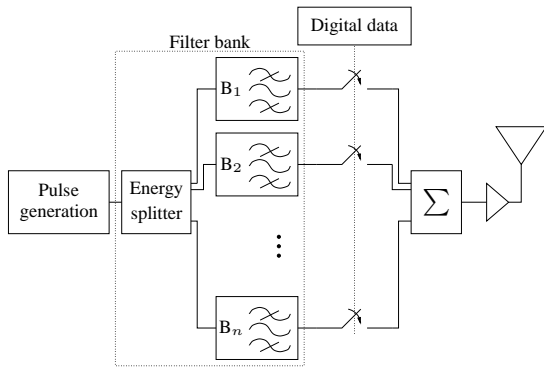 Digital data
Filter bank
B₁
B₂
Pulse
generation
Energy
splitter
Σ
Bₙ